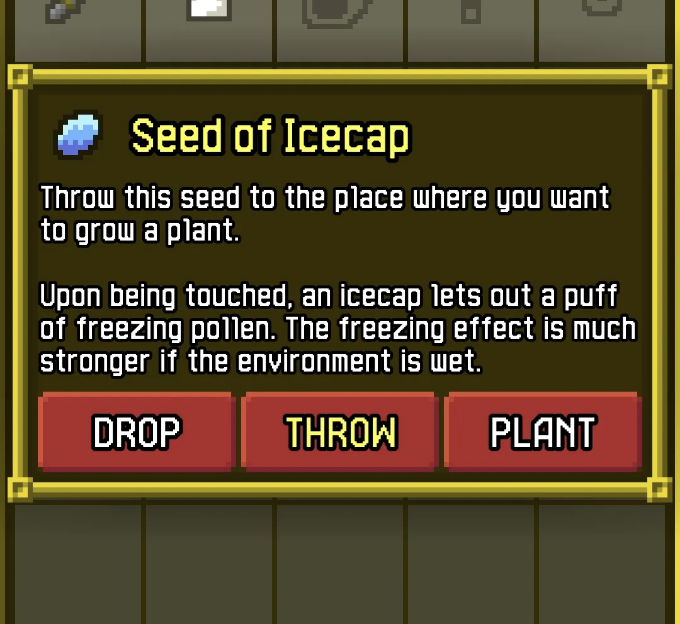 Seed of Icecap
Throw this seed to the place where you want
to grow a plant.
Upon being touched, an icecap lets out a puff
of freezing pollen. The freezing effect is much
stronger if the environment is wet.
DROP
THROW
PLANT